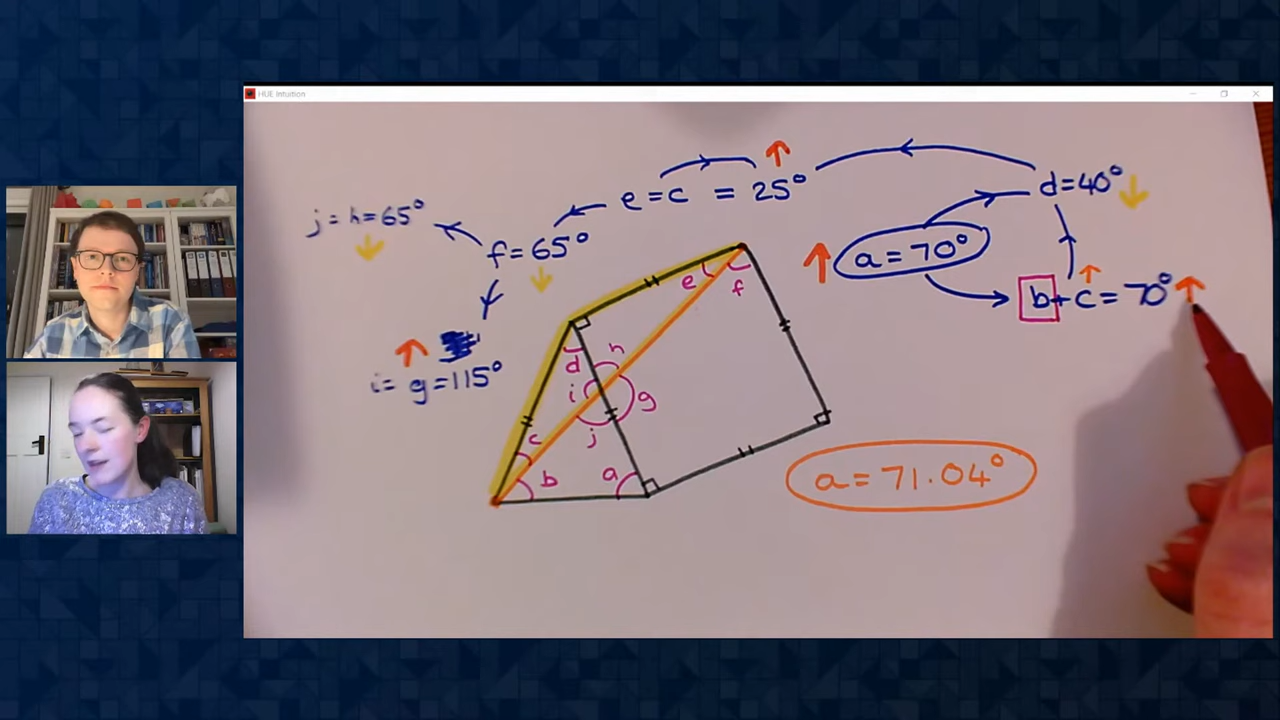 HUE Intuition
e = c = 25°
d = 40°
j = h = 65°
f = 65°
a = 70°
b + c = 70°
i = g = 115°
e
f
d
h
i
g
j
c
b
a
a = 71.04°